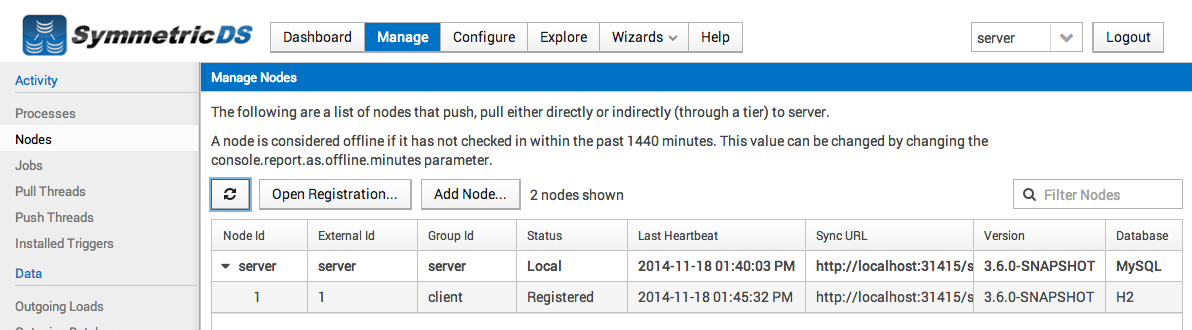 SymmetricDS
Dashboard Manage Configure Explore Wizards Help
server
Logout
Activity
Processes
Nodes
Jobs
Pull Threads
Push Threads
Installed Triggers
Data
Outgoing Loads
Manage Nodes
The following are a list of nodes that push, pull either directly or indirectly (through a tier) to server.
A node is considered offline if it has not checked in within the past 1440 minutes. This value can be changed by changing the
console.report.as.offline.minutes parameter.
Open Registration... Add Node... 2 nodes shown Filter Nodes
Node Id External Id Group Id Status Last Heartbeat Sync URL Version Database
server server server Local 2014-11-18 01:40:03 PM http://localhost:31415/s 3.6.0-SNAPSHOT MySQL
1 1 client Registered 2014-11-18 01:45:32 PM http://localhost:31415/s 3.6.0-SNAPSHOT H2